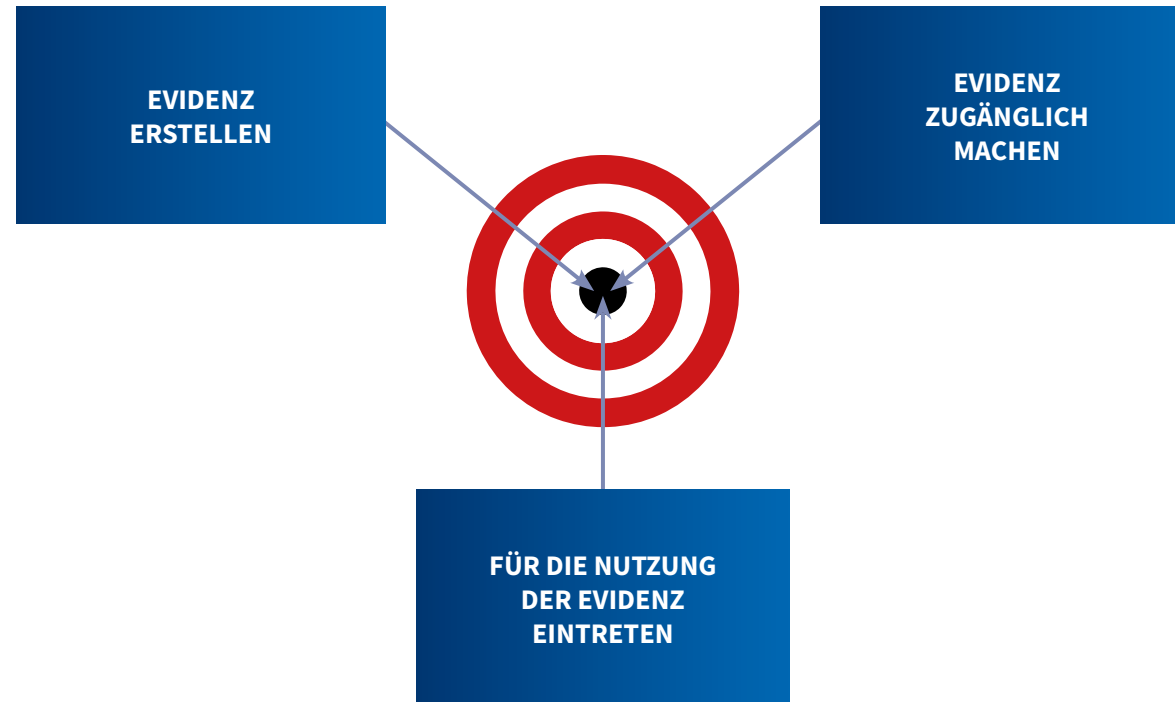 EVIDENZ
ERSTELLEN
EVIDENZ
ZUGÄNGLICH
MACHEN
FÜR DIE NUTZUNG
DER EVIDENZ
EINTRETEN